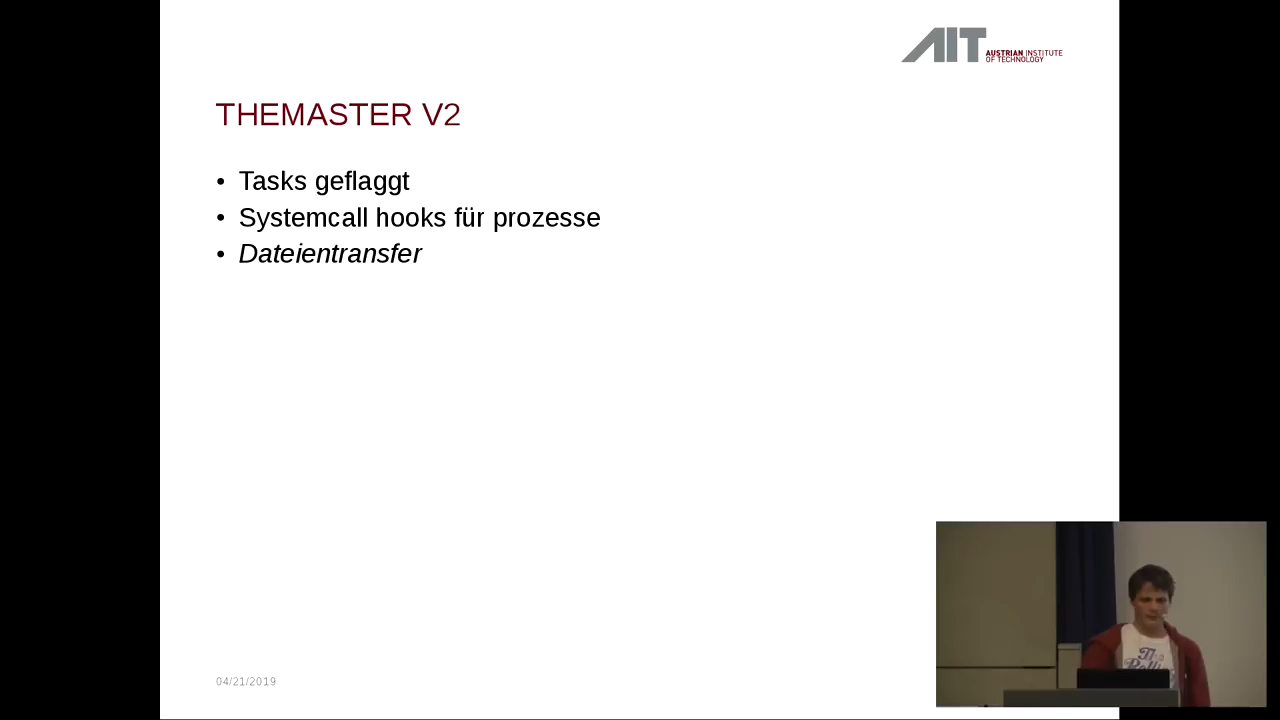 AIT
AUSTRIAN INSTITUTE
OF TECHNOLOGY
THEMASTER V2
• Tasks geflaggt
• Systemcall hooks für prozesse
• Dateientransfer
04/21/2019